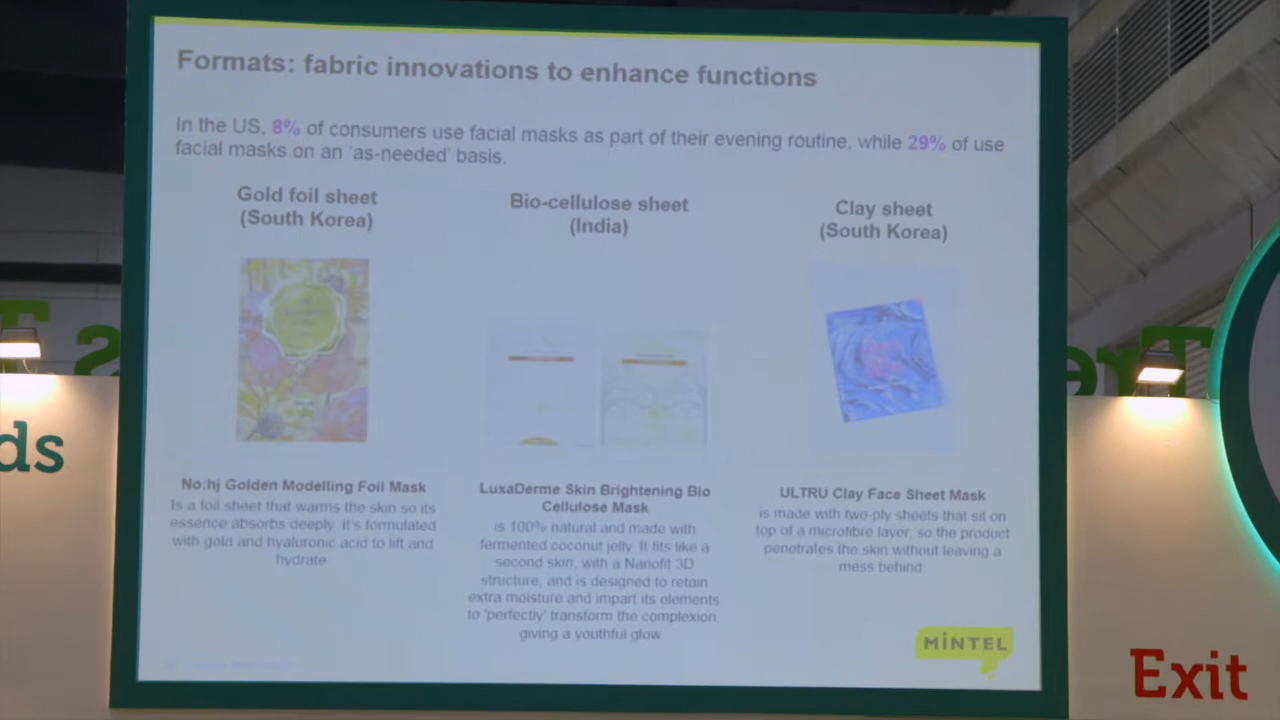 Formats: fabric innovations to enhance functions
In the US, 8% of consumers use facial masks as part of their evening routine, while 29% of use
facial masks on an 'as-needed' basis.
Gold foil sheet
(South Korea)
Bio-cellulose sheet
(India)
Clay sheet
(South Korea)
No:hj Golden Modelling Foil Mask
Is a foil sheet that warms the skin so its
essence absorbs deeply. It's formulated
with gold and hyaluronic acid to lift and
hydrate.
LuxaDerme Skin Brightening Bio
Cellulose Mask
is 100% natural and made with
fermented coconut jelly. It fits like a
second skin, with a Nanofit 3D
structure, and is designed to retain
extra moisture and impart its elements
to 'perfectly' transform the complexion,
giving a youthful glow.
ULTRU Clay Face Sheet Mask
is made with two-ply sheets that sit on
top of a microfibre layer, so the product
penetrates the skin without leaving a
mess behind.
MINTEL
ds
s T
Tre
Exit